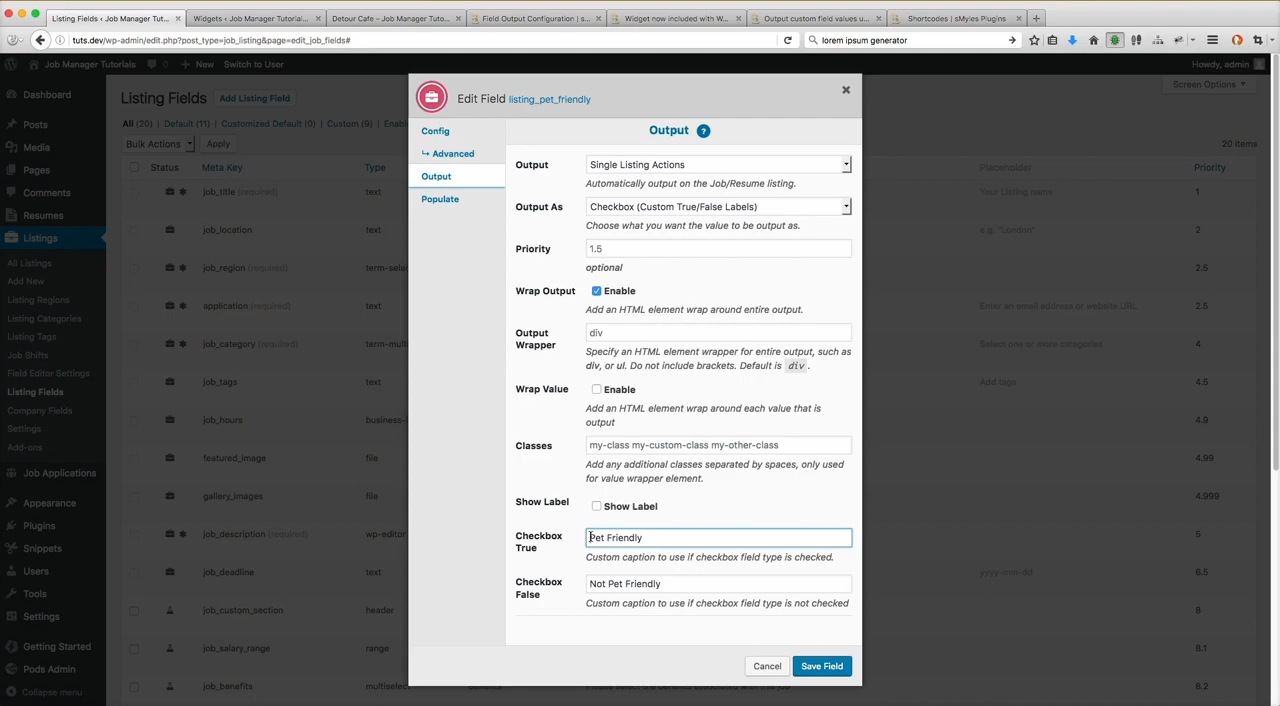 Listing Fields ‹ Job Manager Tut...
Widgets ‹ Job Manager Tutorial...
Detour Cafe – Job Manager Tuto...
Field Output Configuration | s...
Widget now included with W...
Output custom field values u...
Shortcodes | sMyles Plugins
tuts.dev/wp-admin/edit.php?post_type=job_listing&page=edit_job_fields#
lorem ipsum generator
Job Manager Tutorials
0
New
Switch to User
Howdy, admin
Dashboard
Posts
Media
Pages
Comments
Resumes
Listings
All Listings
Add New
Listing Regions
Listing Categories
Listing Tags
Job Shifts
Field Editor Settings
Listing Fields
Company Fields
Settings
Add-ons
Job Applications
Appearance
Plugins
Snippets
Users
Tools
Settings
Getting Started
Pods Admin
Collapse menu
Listing Fields
Add Listing Field
Screen Options
All (20) | Default (11) | Customized Default (0) | Custom (9) | Enabl
Bulk Actions
Apply
20 items
Status
Meta Key
Type
Placeholder
Priority
job_title (required)
text
Your Listing name
1
job_location
text
e.g. "London"
2
job_region (required)
term-selec
2.5
application (required)
text
Enter an email address or website URL
2.5
job_category (required)
term-multi
Select one or more categories
4
job_tags
text
Add tags
4.5
job_hours
business-
4.9
featured_image
file
4.99
gallery_images
file
4.999
job_description (required)
wp-editor
5
job_deadline
text
yyyy-mm-dd
6.5
job_custom_section
header
8
job_salary_range
range
8.1
job_benefits
multiselect
benefits
Please select the benefits associated with this job
8.2
Edit Field listing_pet_friendly
Config
Advanced
Output
Populate
Output
Output
Single Listing Actions
Automatically output on the Job/Resume listing.
Output As
Checkbox (Custom True/False Labels)
Choose what you want the value to be output as.
Priority
1.5
optional
Wrap Output
Enable
Add an HTML element wrap around entire output.
Output
Wrapper
div
Specify an HTML element wrapper for entire output, such as
div, or ul. Do not include brackets. Default is div .
Wrap Value
Enable
Add an HTML element wrap around each value that is
output
Classes
my-class my-custom-class my-other-class
Add any additional classes separated by spaces, only used
for value wrapper element.
Show Label
Show Label
Checkbox
True
Pet Friendly
Custom caption to use if checkbox field type is checked.
Checkbox
False
Not Pet Friendly
Custom caption to use if checkbox field type is not checked
Cancel
Save Field